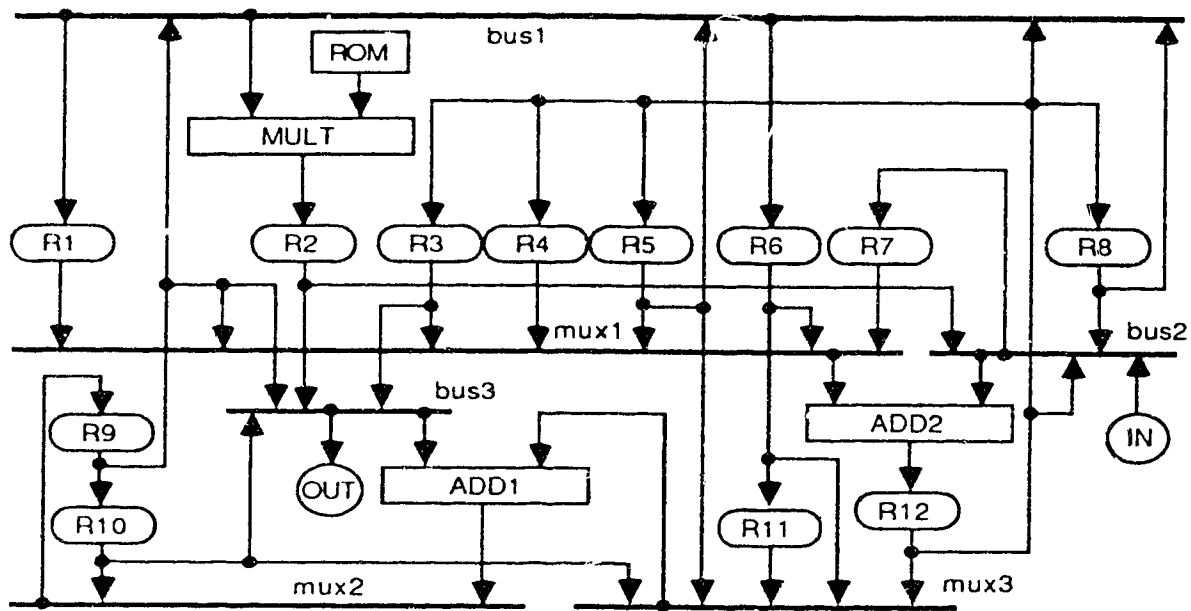 bus1
ROM
MULT
R1
R2
R3
R4
R5
R6
R7
R8
mux1
bus2
bus3
R9
ADD2
IN
OUT
ADD1
R10
R11
R12
mux2
mux3